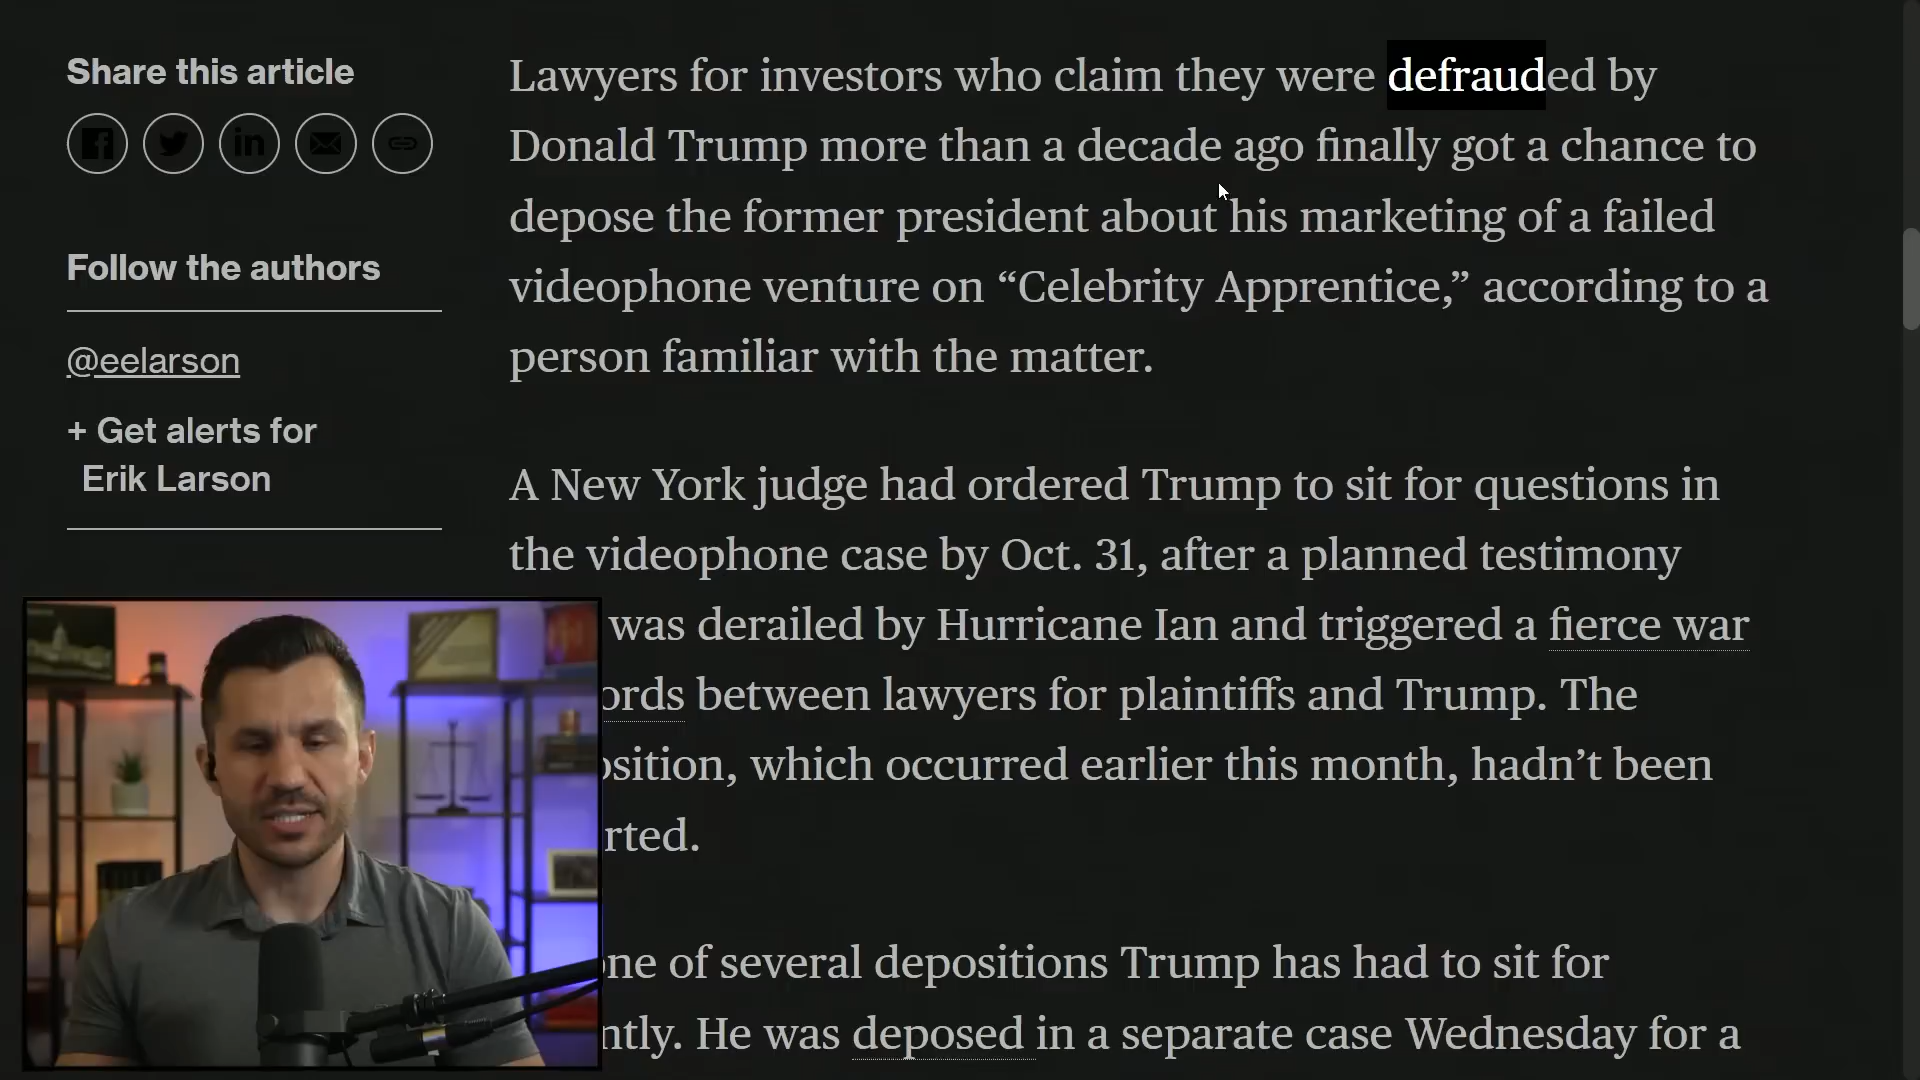 Share this article
Follow the authors
@eelarson
+ Get alerts for
Erik Larson
Lawyers for investors who claim they were defrauded by
Donald Trump more than a decade ago finally got a chance to
depose the former president about his marketing of a failed
videophone venture on “Celebrity Apprentice,” according to a
person familiar with the matter.
A New York judge had ordered Trump to sit for questions in
the videophone case by Oct. 31, after a planned testimony
was derailed by Hurricane Ian and triggered a fierce war
ords between lawyers for plaintiffs and Trump. The
osition, which occurred earlier this month, hadn’t been
rted.
ne of several depositions Trump has had to sit for
ntly. He was deposed in a separate case Wednesday for a